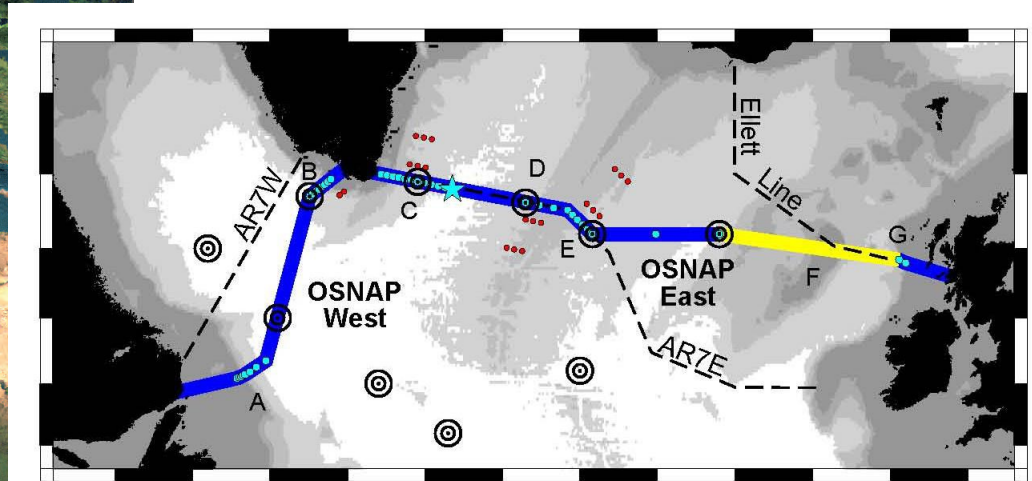 Ellett
Line
D
B
AR7W
C
E
G
OSNAP
West
OSNAP
East
F
AR7E
A